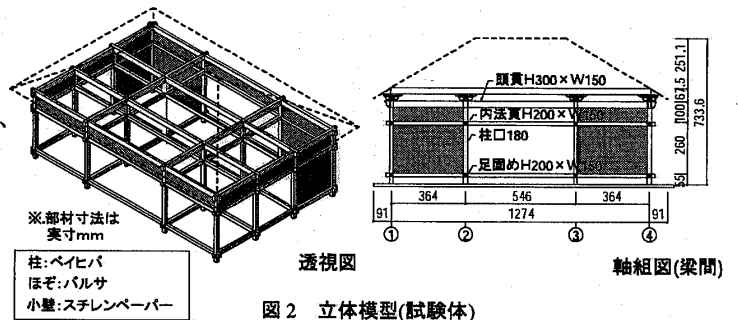 ※.部材寸法は
実寸mm
柱:ベイヒバ
ほぞ:バルサ
小壁:スチレンペーパー
透視図
頭貫H300×W150
内法貫H200×W150
柱口180
足固めH200×W150
251.1
67.5
100
260
55
733.6
364
546
364
91
1274
91
① ② ③ ④
軸組図(梁間)
図2 立体模型(試験体)